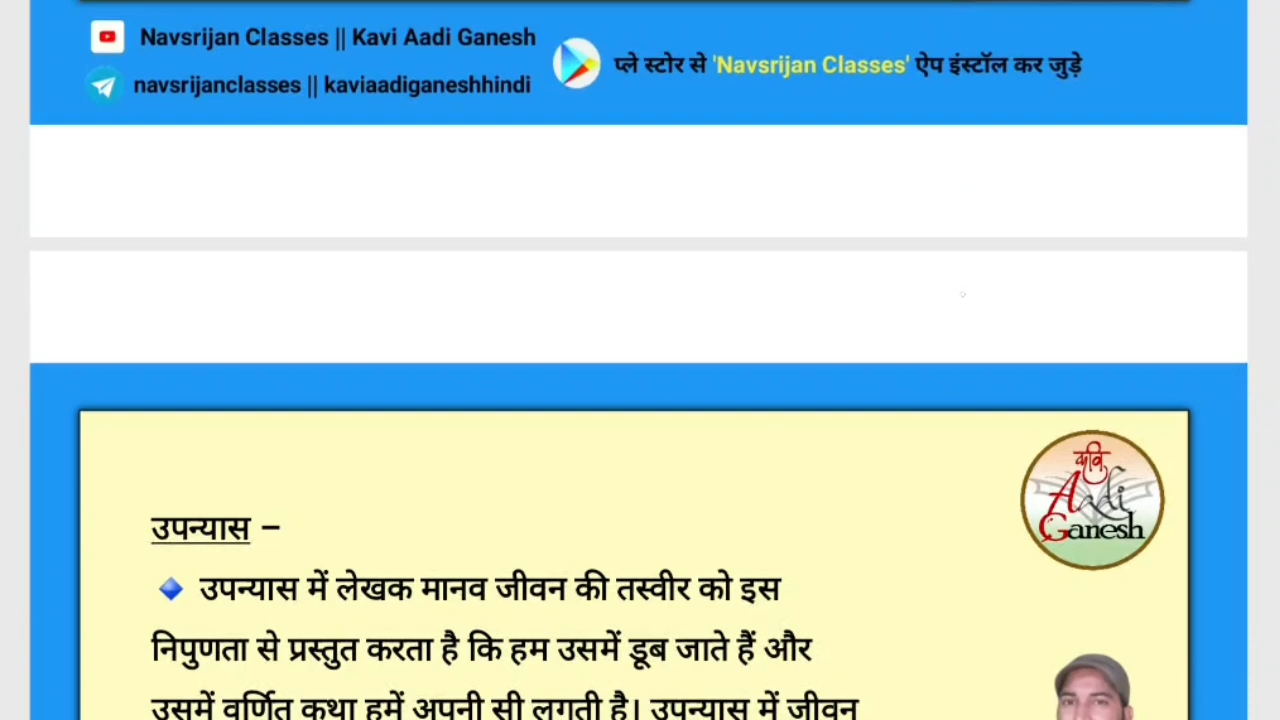 Navsrijan Classes || Kavi Aadi Ganesh
navsrijanclasses || kaviaadiganeshhindi
प्ले स्टोर से 'Navsrijan Classes' ऐप इंस्टॉल कर जुड़े
कवि
Aadi
Ganesh
उपन्यास –
उपन्यास में लेखक मानव जीवन की तस्वीर को इस
निपुणता से प्रस्तुत करता है कि हम उसमें डूब जाते हैं और
उसमें वर्णित कथा हमें अपनी सी लगती है। उपन्यास में जीवन